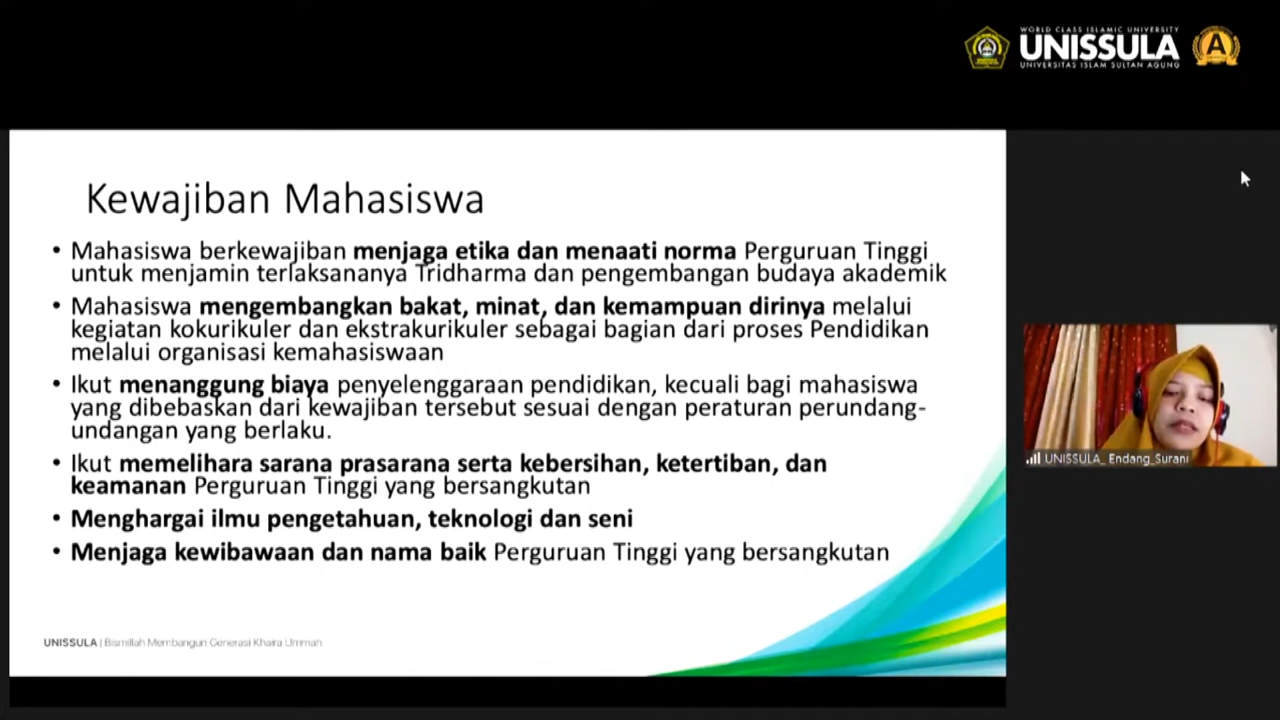 WORLD CLASS ISLAMIC UNIVERSITY
UNISSULA
UNIVERSITAS ISLAM SULTAN AGUNG
A
Kewajiban Mahasiswa
• Mahasiswa berkewajiban menjaga etika dan menaati norma Perguruan Tinggi
untuk menjamin terlaksananya Tridharma dan pengembangan budaya akademik
• Mahasiswa mengembangkan bakat, minat, dan kemampuan dirinya melalui
kegiatan kokurikuler dan ekstrakurikuler sebagai bagian dari proses Pendidikan
melalui organisasi kemahasiswaan
• Ikut menanggung biaya penyelenggaraan pendidikan, kecuali bagi mahasiswa
yang dibebaskan dari kewajiban tersebut sesuai dengan peraturan perundang-
undangan yang berlaku.
• Ikut memelihara sarana prasarana serta kebersihan, ketertiban, dan
keamanan Perguruan Tinggi yang bersangkutan
• Menghargai ilmu pengetahuan, teknologi dan seni
• Menjaga kewibawaan dan nama baik Perguruan Tinggi yang bersangkutan
UNISSULA | Bismillah Membangun Generasi Khaira Ummah
UNISSULA_ Endang_Surani